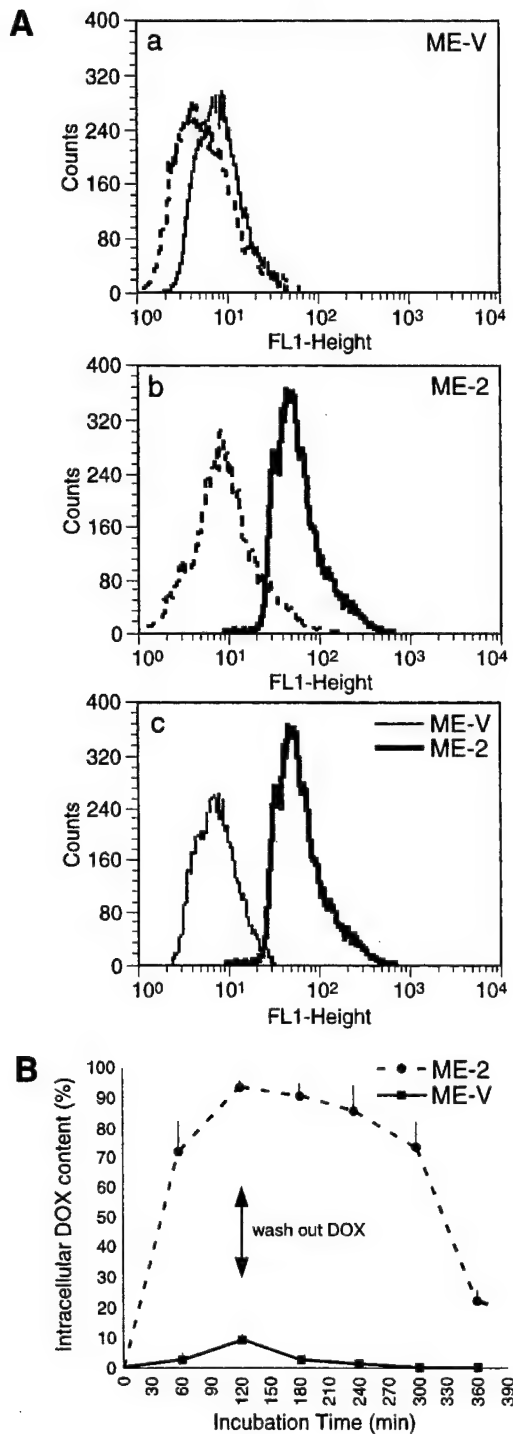 A
a
ME-V
400
320
240
160
80
0
Counts
10⁰
10¹
10²
10³
10⁴
FL1-Height
b
ME-2
400
320
240
160
80
0
Counts
10⁰
10¹
10²
10³
10⁴
FL1-Height
c
ME-V
ME-2
400
320
240
160
80
0
Counts
10⁰
10¹
10²
10³
10⁴
FL1-Height
B
ME-2
ME-V
100
90
80
70
60
50
40
30
20
10
0
Intracellular DOX content (%)
wash out DOX
0 30 60 90 120 150 180 210 240 270 300 330 360 390
Incubation Time (min)